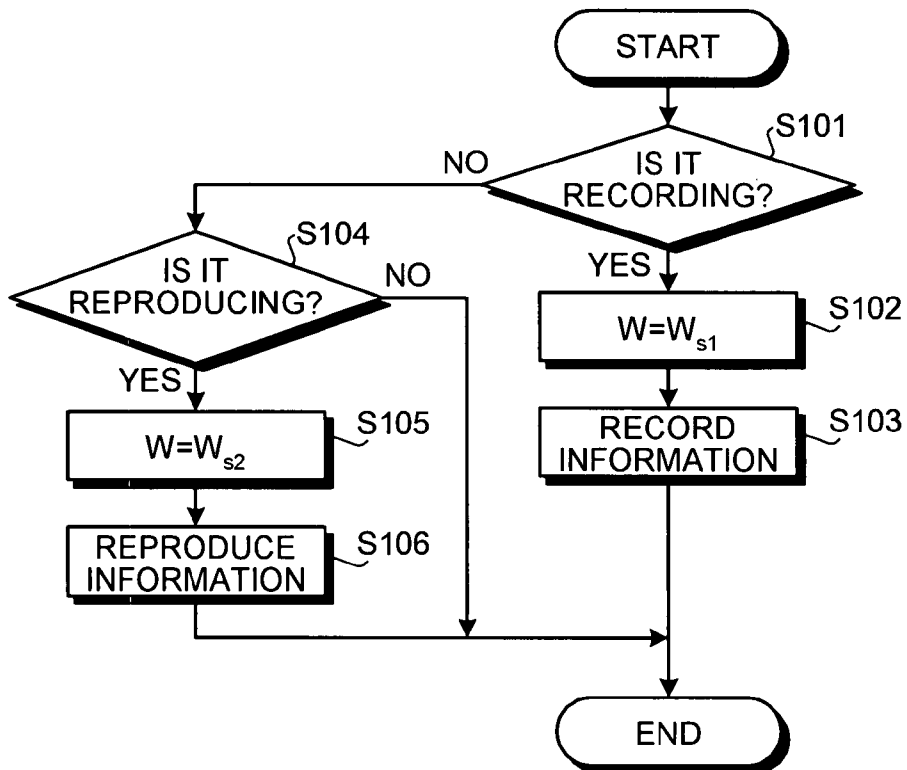 START
S101
IS IT
RECORDING?
NO
YES
S104
IS IT
REPRODUCING?
NO
YES
W=Ws1
S102
RECORD
INFORMATION
S103
W=Ws2
S105
REPRODUCE
INFORMATION
S106
END